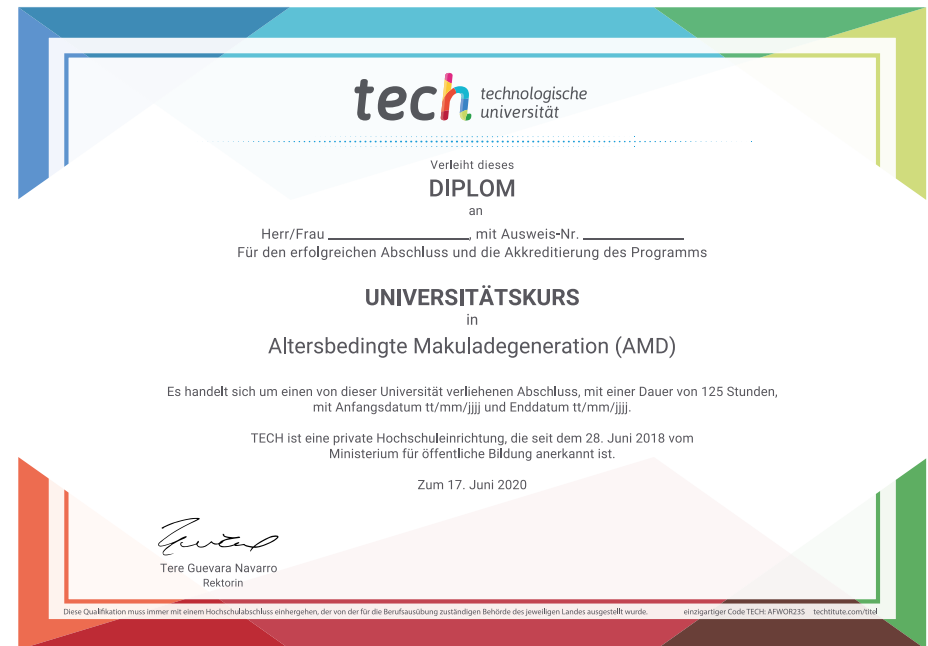 tech technologische
universität
Verleiht dieses
DIPLOM
an
Herr/Frau ____________________, mit Ausweis-Nr. ______________
Für den erfolgreichen Abschluss und die Akkreditierung des Programms
UNIVERSITÄTSKURS
in
Altersbedingte Makuladegeneration (AMD)
Es handelt sich um einen von dieser Universität verliehenen Abschluss, mit einer Dauer von 125 Stunden,
mit Anfangsdatum tt/mm/jjjj und Enddatum tt/mm/jjjj.
TECH ist eine private Hochschuleinrichtung, die seit dem 28. Juni 2018 vom
Ministerium für öffentliche Bildung anerkannt ist.
Zum 17. Juni 2020
Tere Guevara Navarro
Rektorin
Diese Qualifikation muss immer mit einem Hochschulabschluss einhergehen, der von der für die Berufsausübung zuständigen Behörde des jeweiligen Landes ausgestellt wurde. einzigartiger Code TECH: AFWOR235 techtitute.com/titel